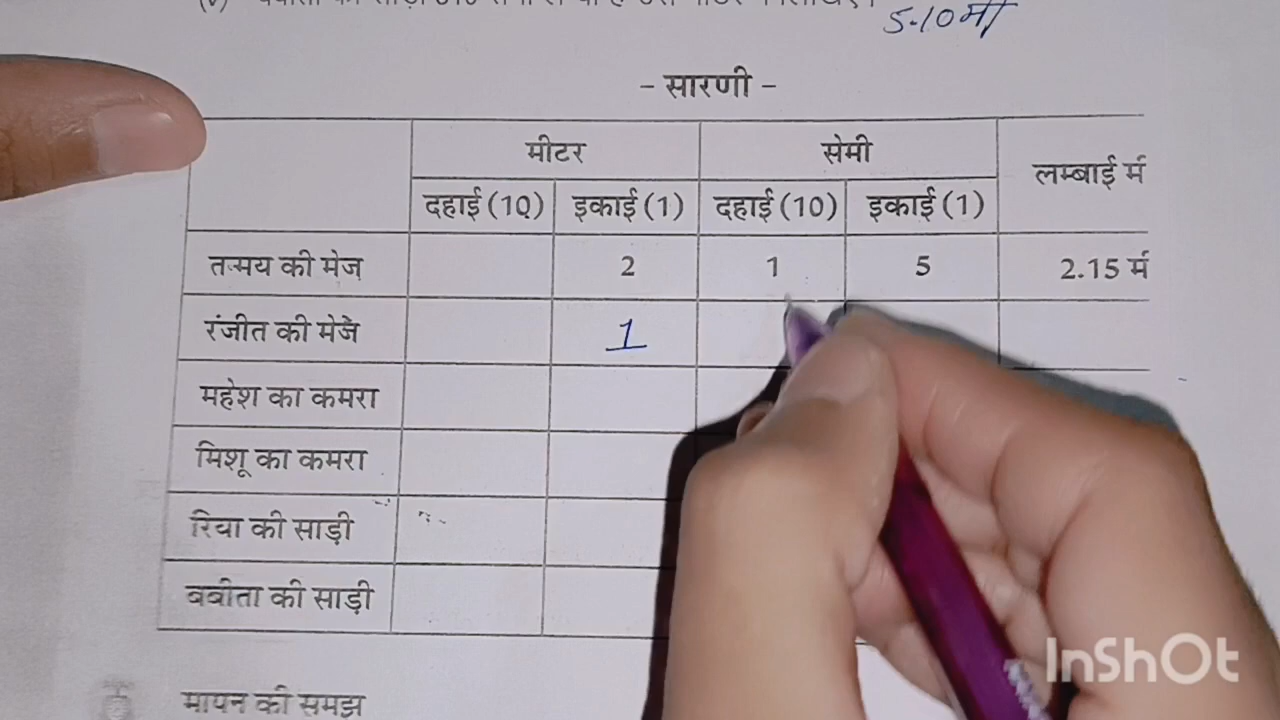 5.10 मी
- सारणी -
मीटर सेमी लम्बाई म
दहाई (10) इकाई (1) दहाई (10) इकाई (1)
तन्मय की मेज 2 1 5 2.15 म
रंजीत की मेज 1
महेश का कमरा
मिशू का कमरा
रिया की साड़ी
बबीता की साड़ी
मापन की समझ
InShOt